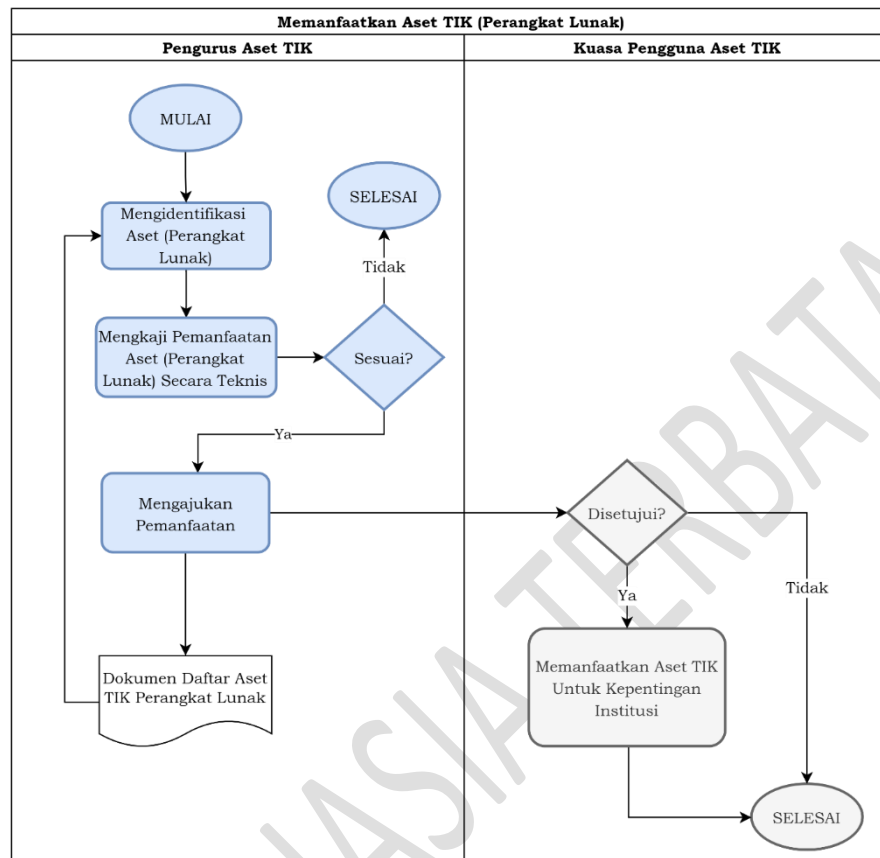 Memanfaatkan Aset TIK (Perangkat Lunak)
Pengurus Aset TIK
Kuasa Pengguna Aset TIK
MULAI
SELESAI
Mengidentifikasi
Aset (Perangkat
Lunak)
Tidak
Mengkaji Pemanfaatan
Aset (Perangkat
Lunak) Secara Teknis
Sesuai?
Ya
Mengajukan
Pemanfaatan
Disetujui?
Tidak
Ya
Dokumen Daftar Aset
TIK Perangkat Lunak
Memanfaatkan Aset TIK
Untuk Kepentingan
Institusi
SELESAI